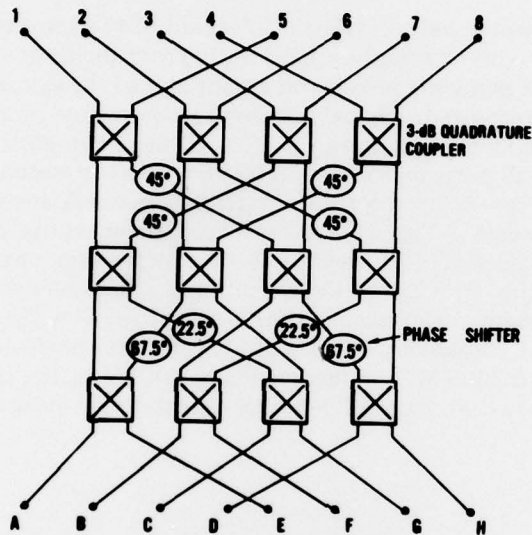 1 2 3 4 5 6 7 8
3-dB QUADRATURE
COUPLER
45° 45°
45° 45°
22.5° 22.5°
67.5° 67.5°
PHASE SHIFTER
A B C D E F G H